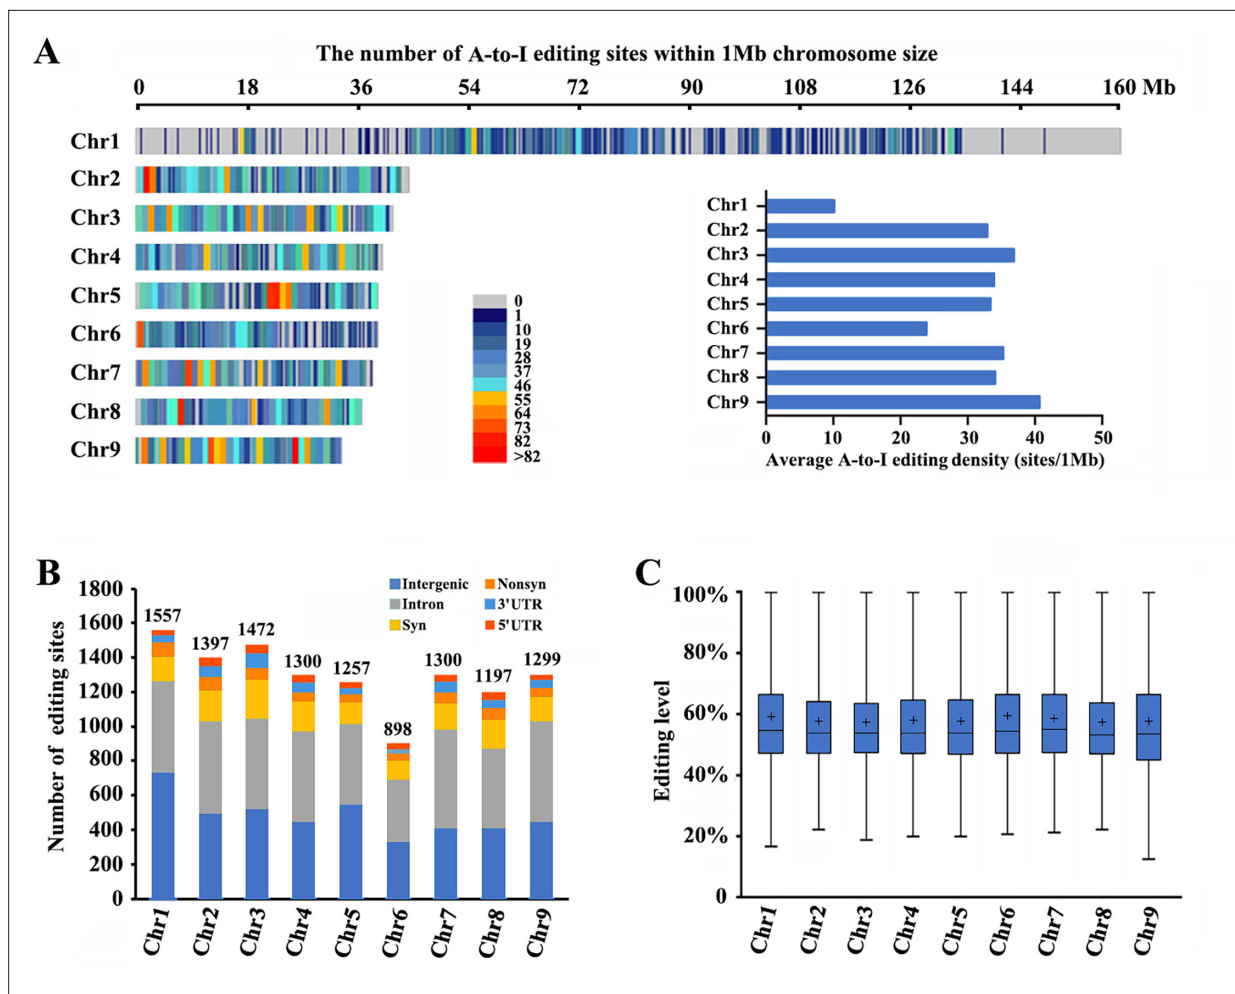 A
The number of A-to-I editing sites within 1Mb chromosome size
0 18 36 54 72 90 108 126 144 160 Mb
Chr1
Chr2
Chr3
Chr4
Chr5
Chr6
Chr7
Chr8
Chr9
0
1
10
19
28
37
46
55
64
73
82
>82
Chr1
Chr2
Chr3
Chr4
Chr5
Chr6
Chr7
Chr8
Chr9
0 10 20 30 40 50
Average A-to-I editing density (sites/1Mb)
B
Number of editing sites
1800
1600
1400
1200
1000
800
600
400
200
0
Intergenic Nonsyn
Intron 3'UTR
Syn 5'UTR
1557 1397 1472 1300 1257 898 1300 1197 1299
Chr1 Chr2 Chr3 Chr4 Chr5 Chr6 Chr7 Chr8 Chr9
C
Editing level
100%
80%
60%
40%
20%
0
Chr1 Chr2 Chr3 Chr4 Chr5 Chr6 Chr7 Chr8 Chr9